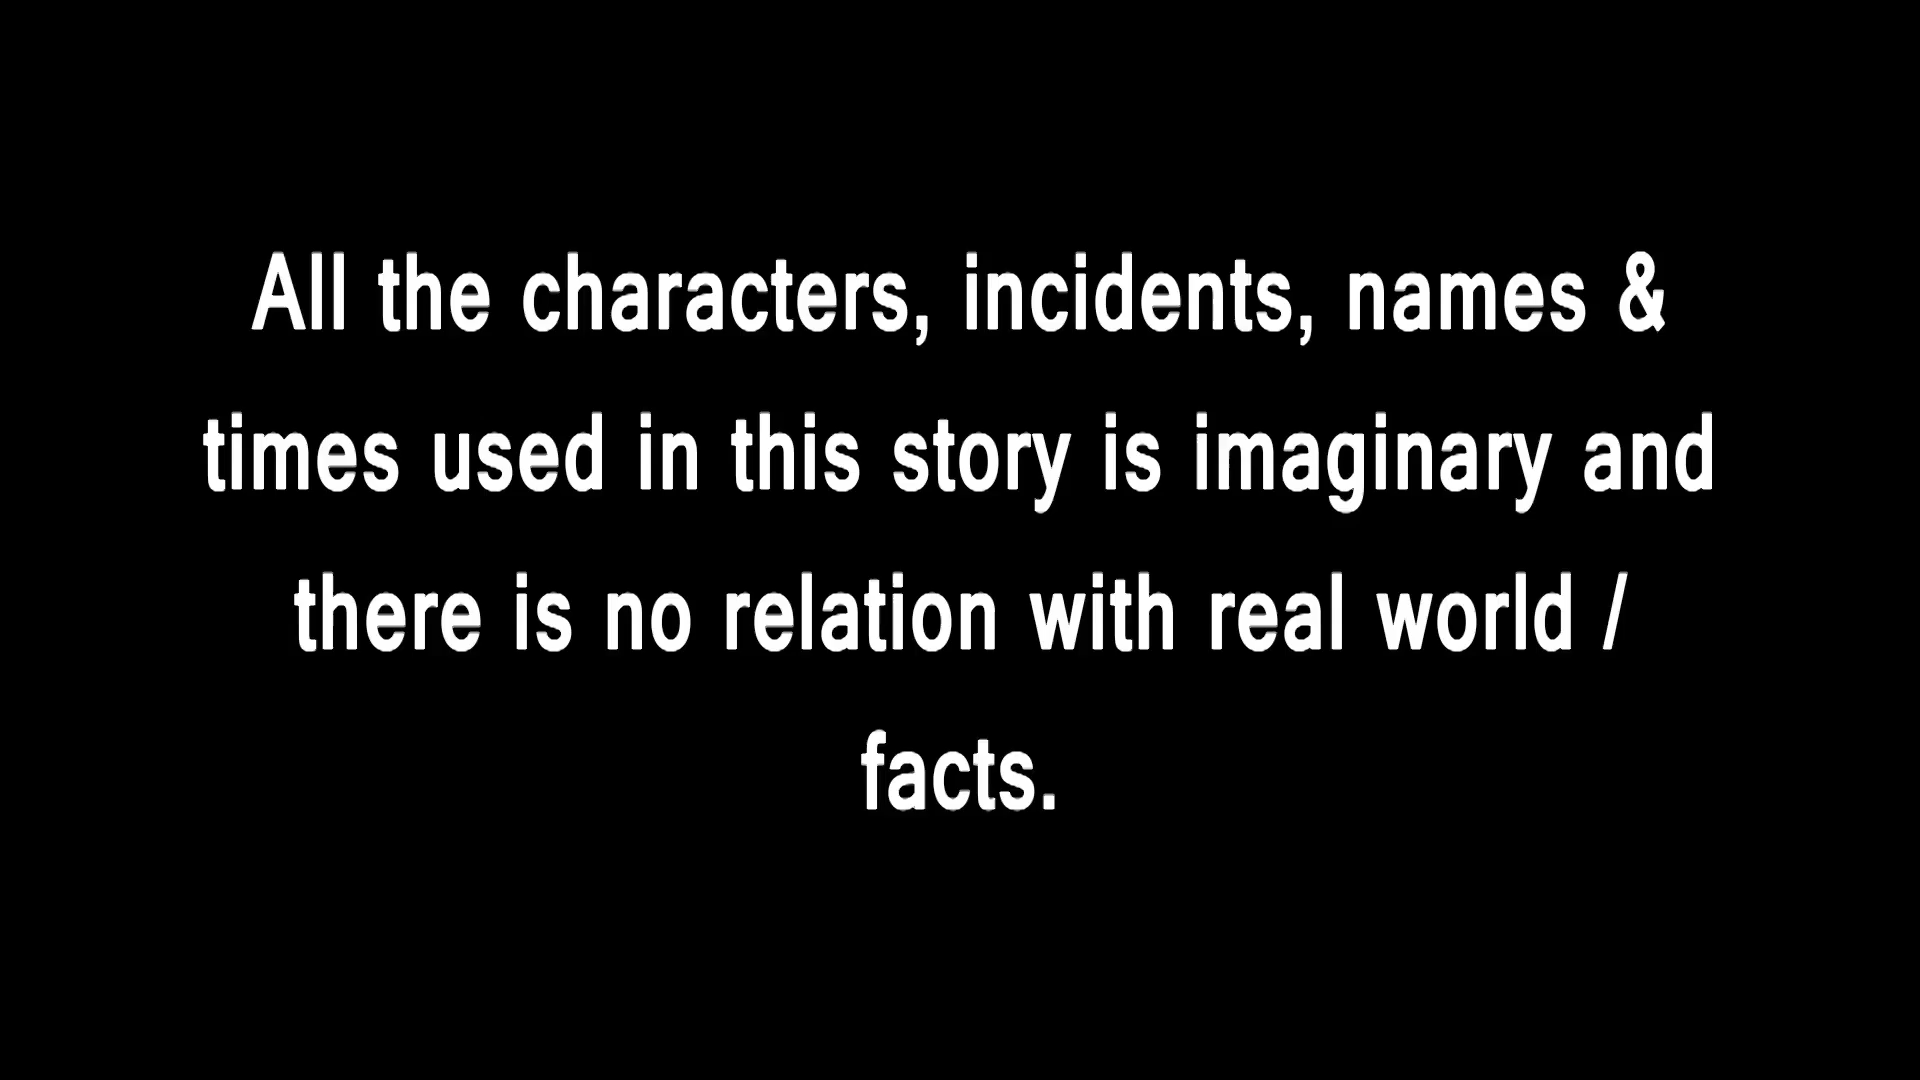 All the characters, incidents, names &
times used in this story is imaginary and
there is no relation with real world /
facts.